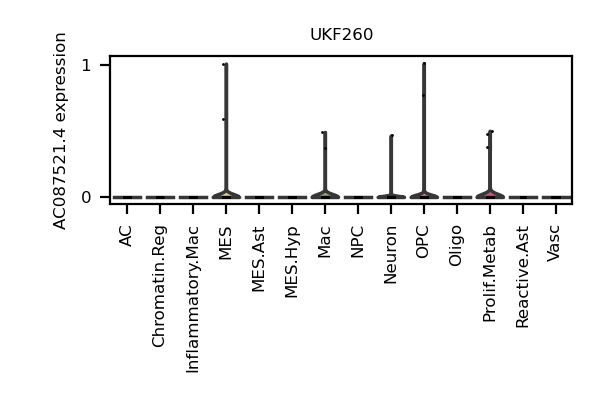 UKF260
AC087521.4 expression
1
0
AC
Chromatin.Reg
Inflammatory.Mac
MES
MES.Ast
MES.Hyp
Mac
NPC
Neuron
OPC
Oligo
Prolif.Metab
Reactive.Ast
Vasc